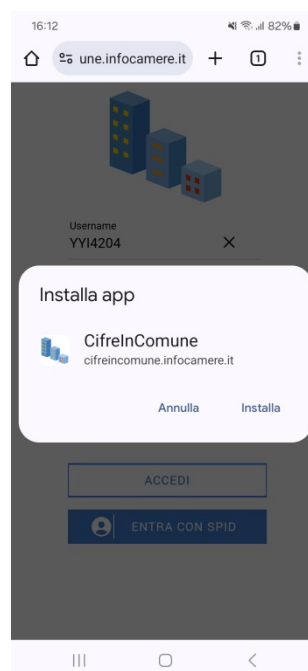 16:12
82%
une.infocamere.it
1
Username
YYI4204
Installa app
CifreInComune
cifreincomune.infocamere.it
Annulla
Installa
ACCEDI
ENTRA CON SPID